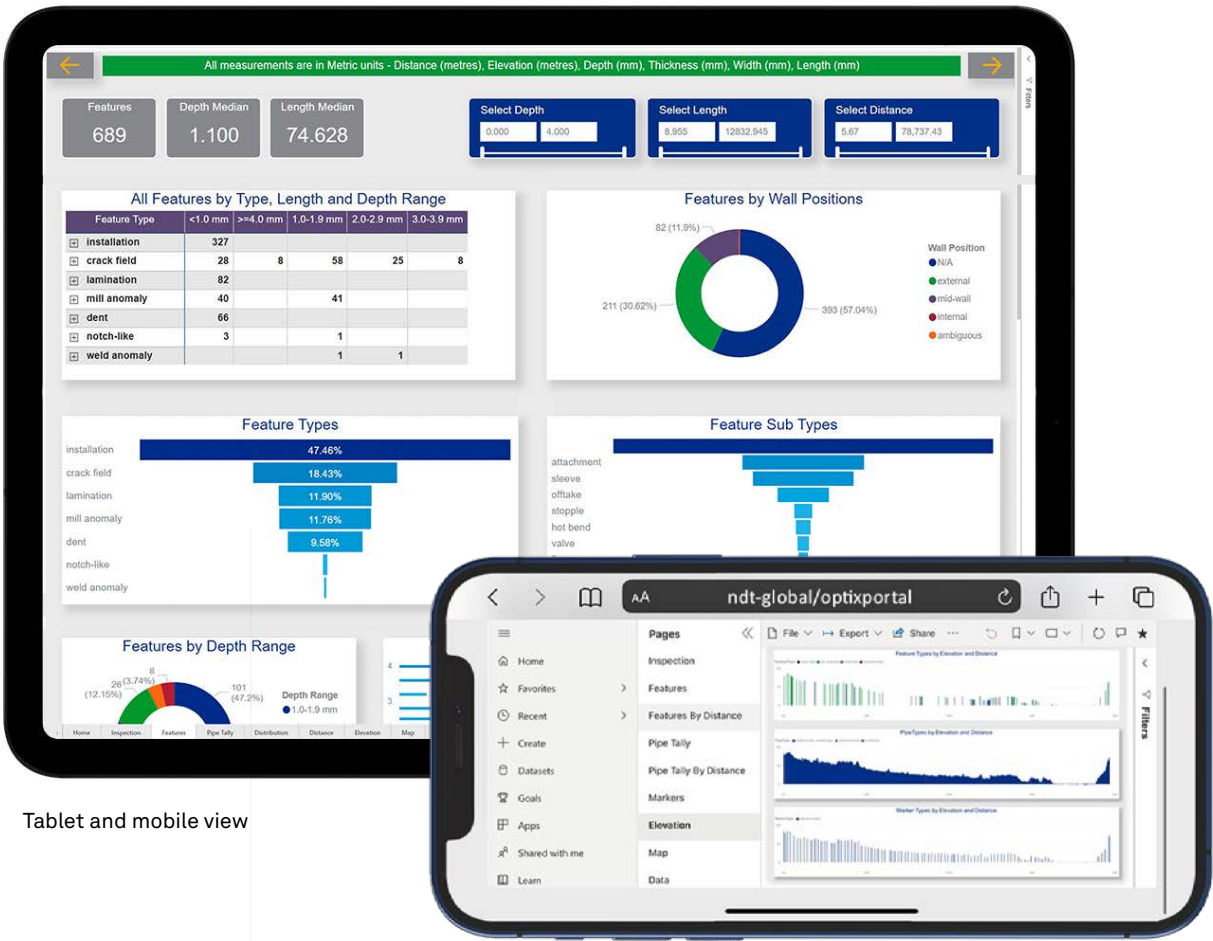 All measurements are in Metric units - Distance (metres), Elevation (metres), Depth (mm), Thickness (mm), Width (mm), Length (mm)
Filters
Features
689
Depth Median
1.100
Length Median
74.628
Select Depth
0.000 4.000
Select Length
8.955 12832.945
Select Distance
5.67 78,737.43
All Features by Type, Length and Depth Range
Feature Type <1.0 mm >=4.0 mm 1.0-1.9 mm 2.0-2.9 mm 3.0-3.9 mm
installation 327
crack field 28 8 58 25 8
lamination 82
mill anomaly 40 41
dent 66
notch-like 3 1
weld anomaly 1 1
Features by Wall Positions
82 (11.9%)
211 (30.62%)
393 (57.04%)
Wall Position
N/A
external
mid-wall
internal
ambiguous
Feature Types
installation 47.46%
crack field 18.43%
lamination 11.90%
mill anomaly 11.76%
dent 9.58%
notch-like
weld anomaly
Feature Sub Types
attachment
sleeve
offtake
stopple
hot bend
valve
Features by Depth Range
8
(3.74%)
26
(12.15%)
101
(47.2%)
Depth Range
1.0-1.9 mm
4
3
Home Inspection Features Pipe Tally Distribution Distance Elevation Map
AA ndt-global/optixportal
Home
Favorites
Recent
Create
Datasets
Goals
Apps
Shared with me
Learn
Pages
Inspection
Features
Features By Distance
Pipe Tally
Pipe Tally By Distance
Markers
Elevation
Map
Data
File Export Share ...
Feature Types by Elevation and Distance
PipeTypes by Elevation and Distance
Marker Types by Elevation and Distance
Filters
Tablet and mobile view